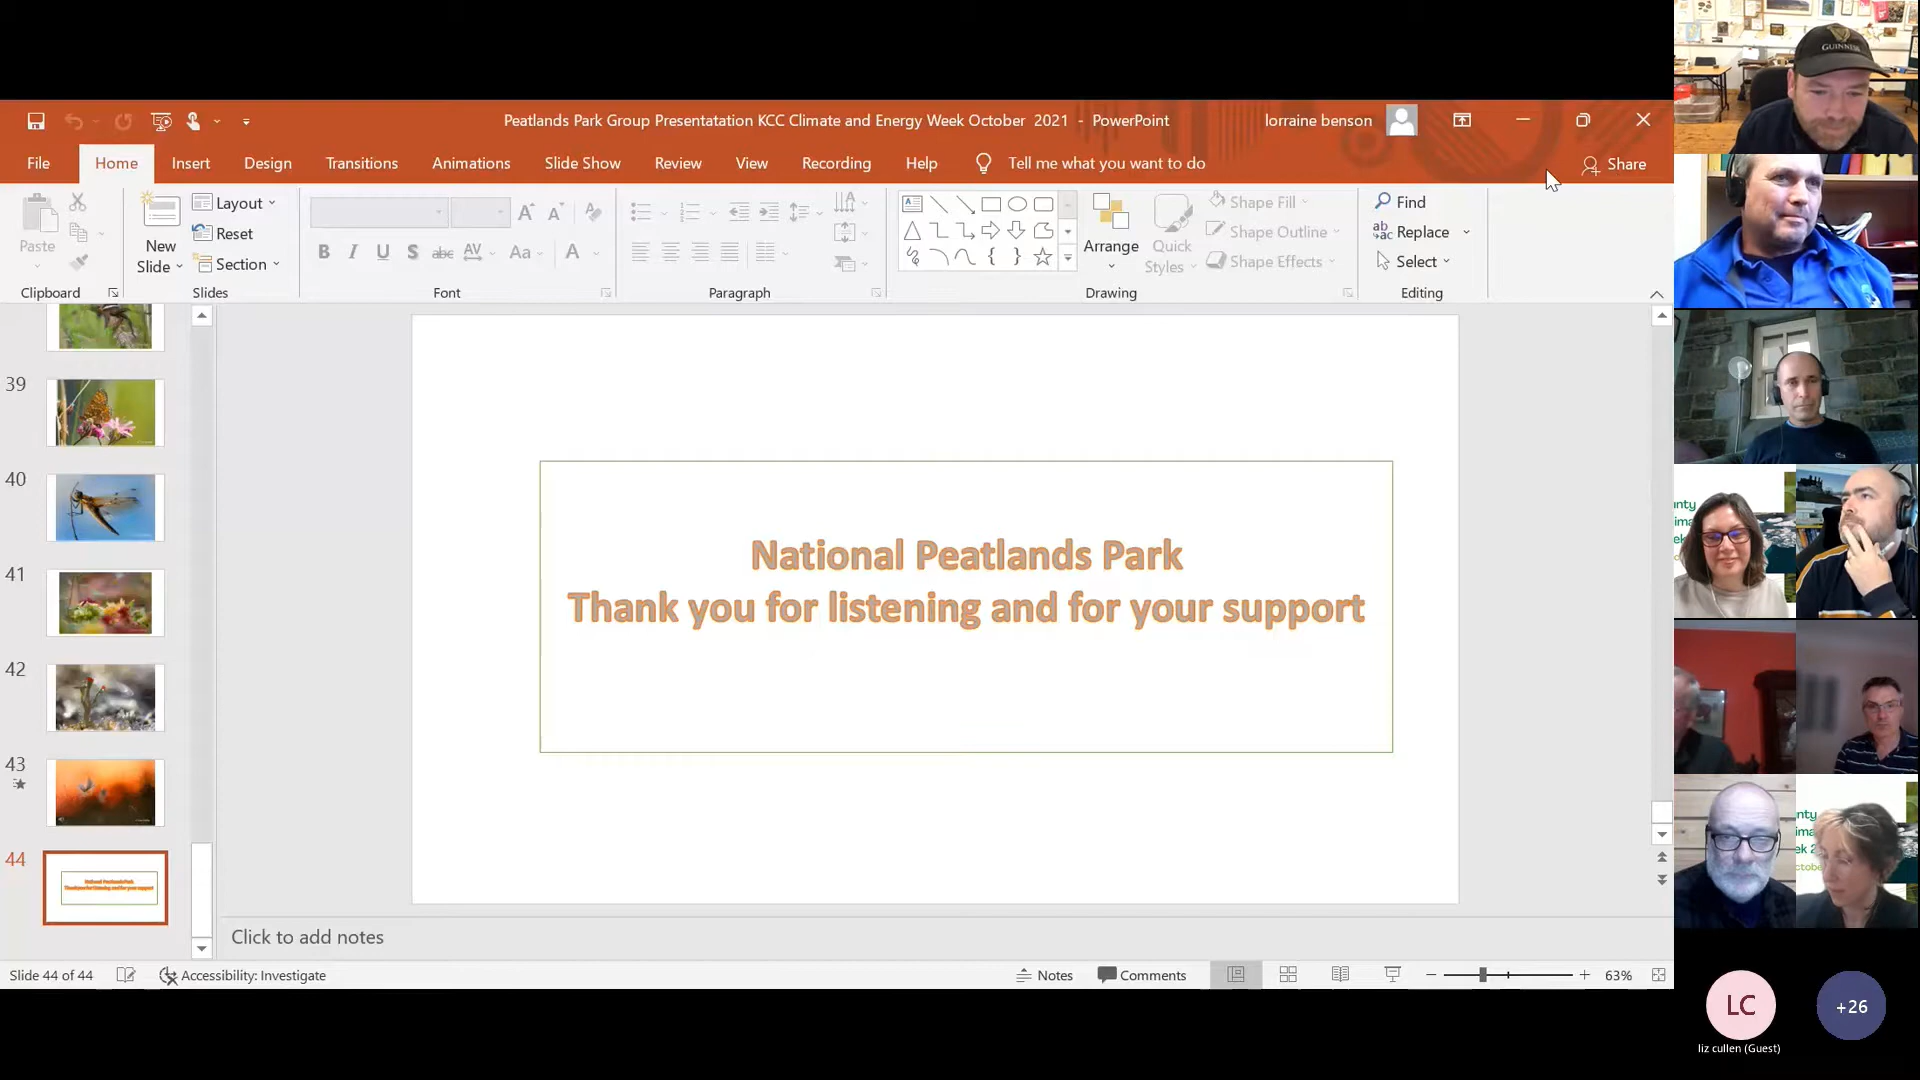 Peatlands Park Group Presentatation KCC Climate and Energy Week October 2021 - PowerPoint
lorraine benson
File Home Insert Design Transitions Animations Slide Show Review View Recording Help Tell me what you want to do Share
Paste
Clipboard
New
Slide
Layout
Reset
Section
Slides
Font
Paragraph
Arrange
Quick
Styles
Shape Fill
Shape Outline
Shape Effects
Drawing
Find
Replace
Select
Editing
39
40
41
42
43
44
National Peatlands Park
Thank you for listening and for your support
Click to add notes
Slide 44 of 44 Accessibility: Investigate Notes Comments 63%
GUINNESS
LC
liz cullen (Guest)
+26